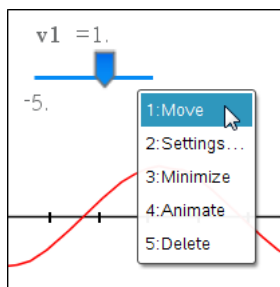 v1 =1.
-5.
1:Move
2:Settings...
3:Minimize
4:Animate
5:Delete